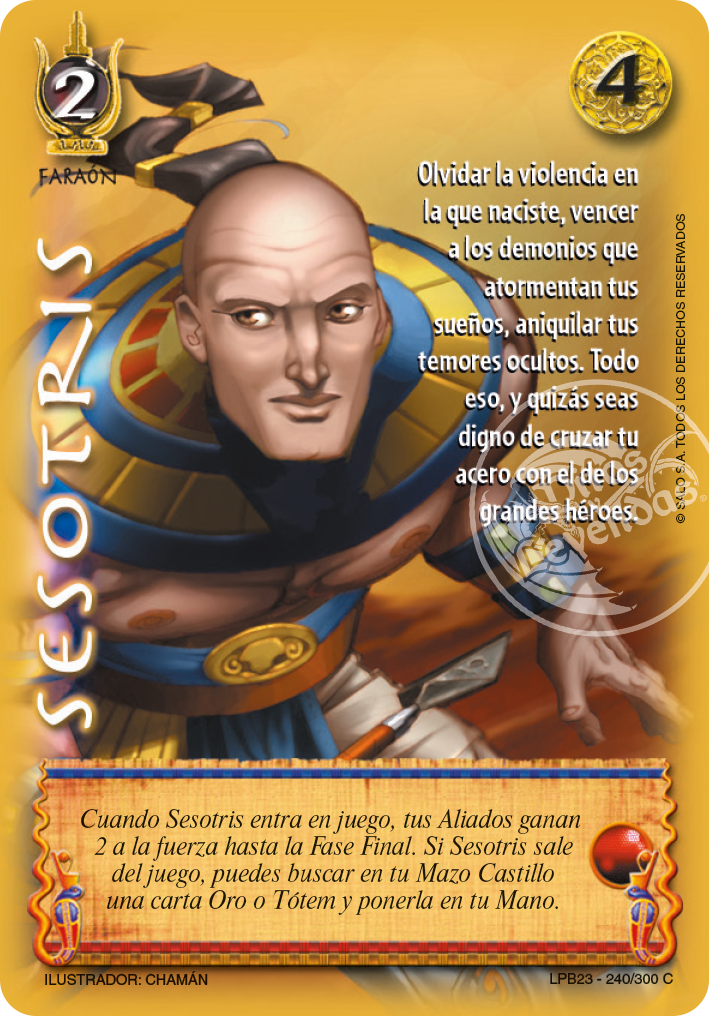 2
FARAÓN
4
SESOTRIS
Olvidar la violencia en
la que naciste, vencer
a los demonios que
atormentan tus
sueños, aniquilar tus
temores ocultos. Todo
eso, y quizás seas
digno de cruzar tu
acero con el de los
grandes héroes.
© SALO S.A. TODOS LOS DERECHOS RESERVADOS
Mitos
y
Leyendas®
Cuando Sesotris entra en juego, tus Aliados ganan
2 a la fuerza hasta la Fase Final. Si Sesotris sale
del juego, puedes buscar en tu Mazo Castillo
una carta Oro o Tótem y ponerla en tu Mano.
ILUSTRADOR: CHAMÁN
LPB23 - 240/300 C